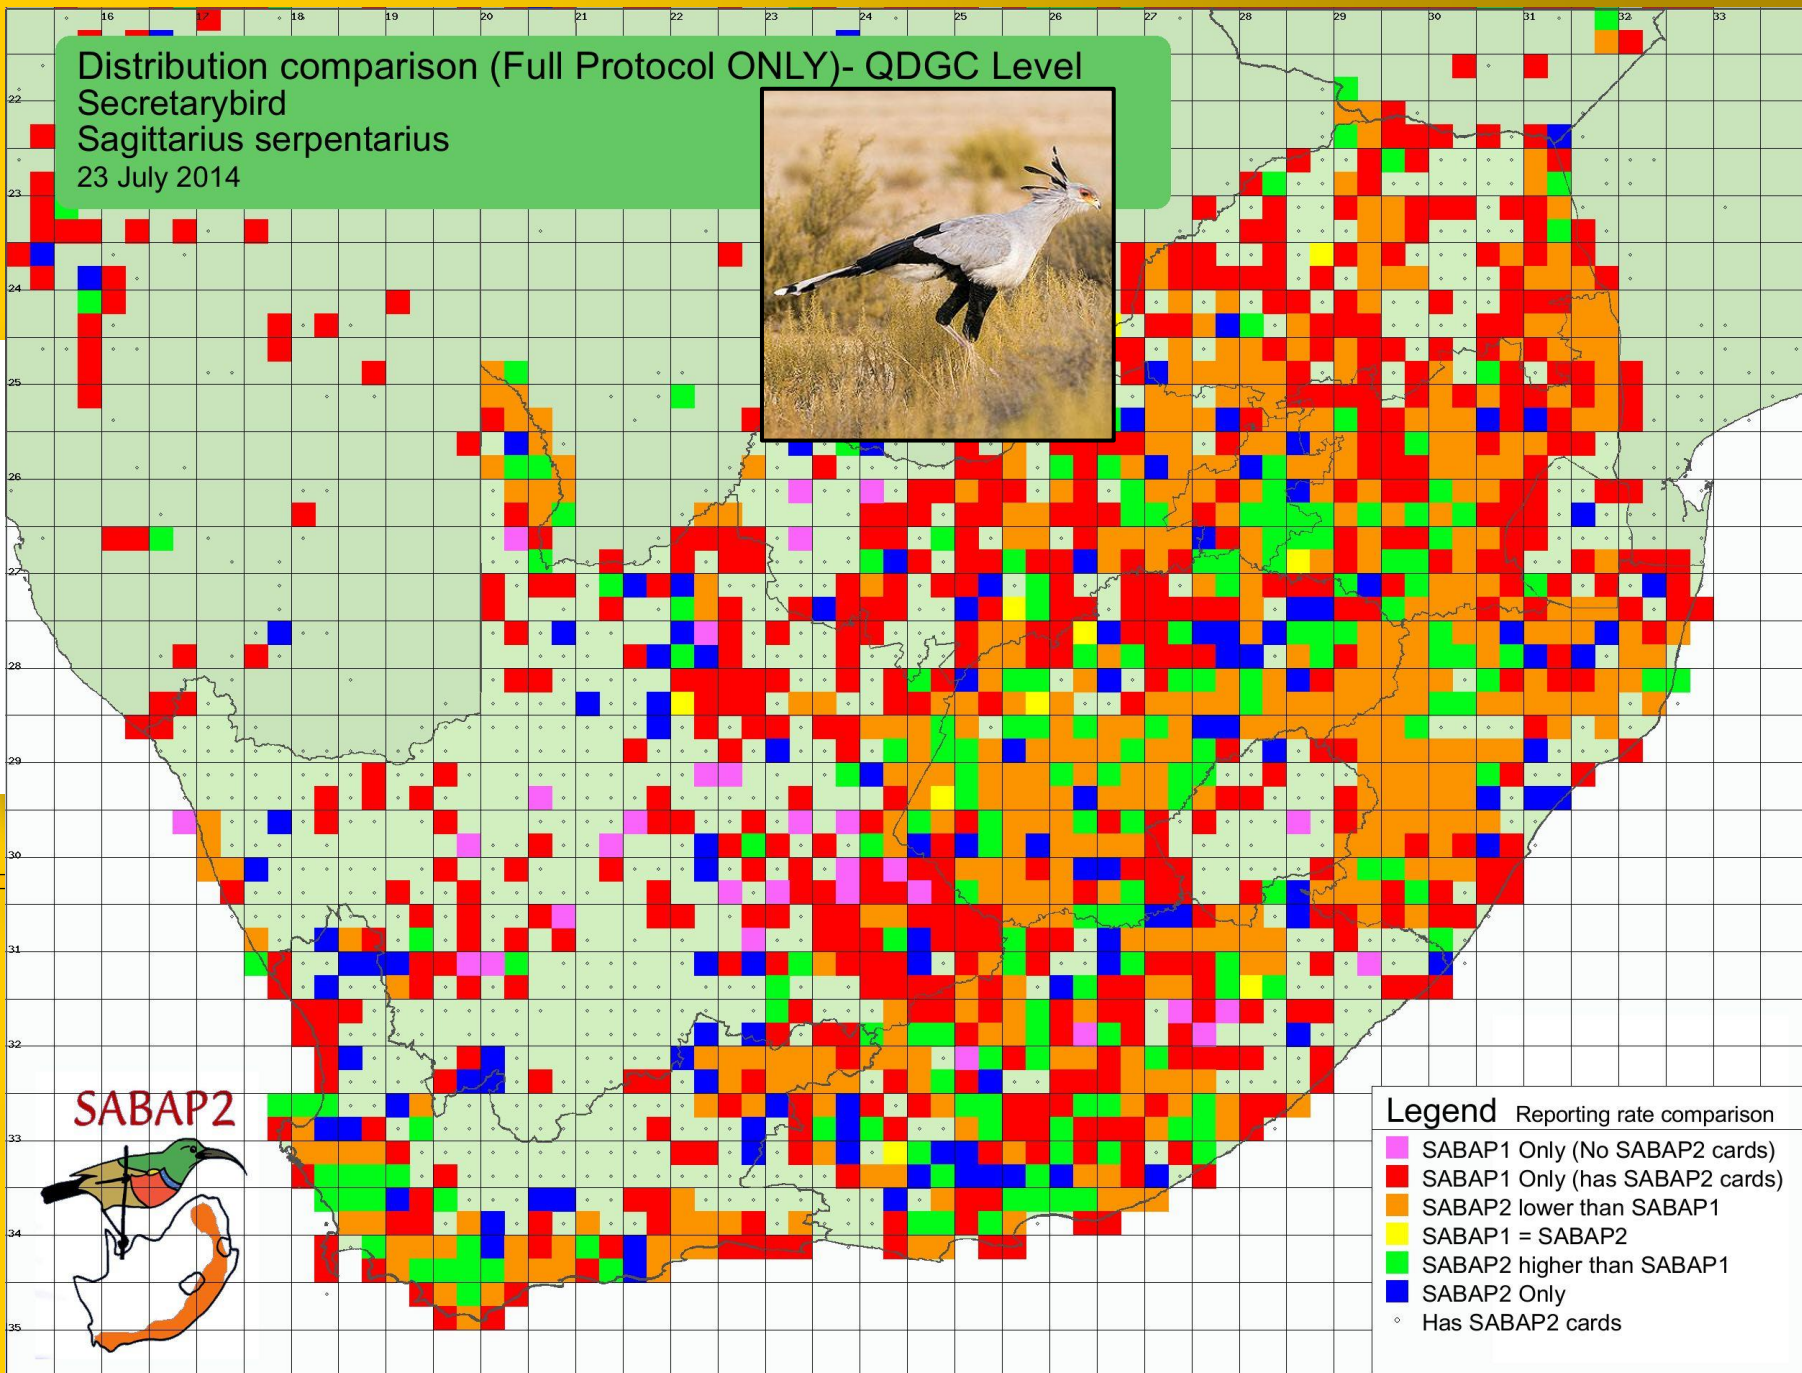 16 17 18 19 20 21 22 23 24 25 26 27 28 29 30 31 32 33
Distribution comparison (Full Protocol ONLY)- QDGC Level
Secretarybird
Sagittarius serpentarius
23 July 2014
22
23
24
25
26
27
28
29
30
31
32
33
34
35
SABAP2
Legend Reporting rate comparison
SABAP1 Only (No SABAP2 cards)
SABAP1 Only (has SABAP2 cards)
SABAP2 lower than SABAP1
SABAP1 = SABAP2
SABAP2 higher than SABAP1
SABAP2 Only
Has SABAP2 cards